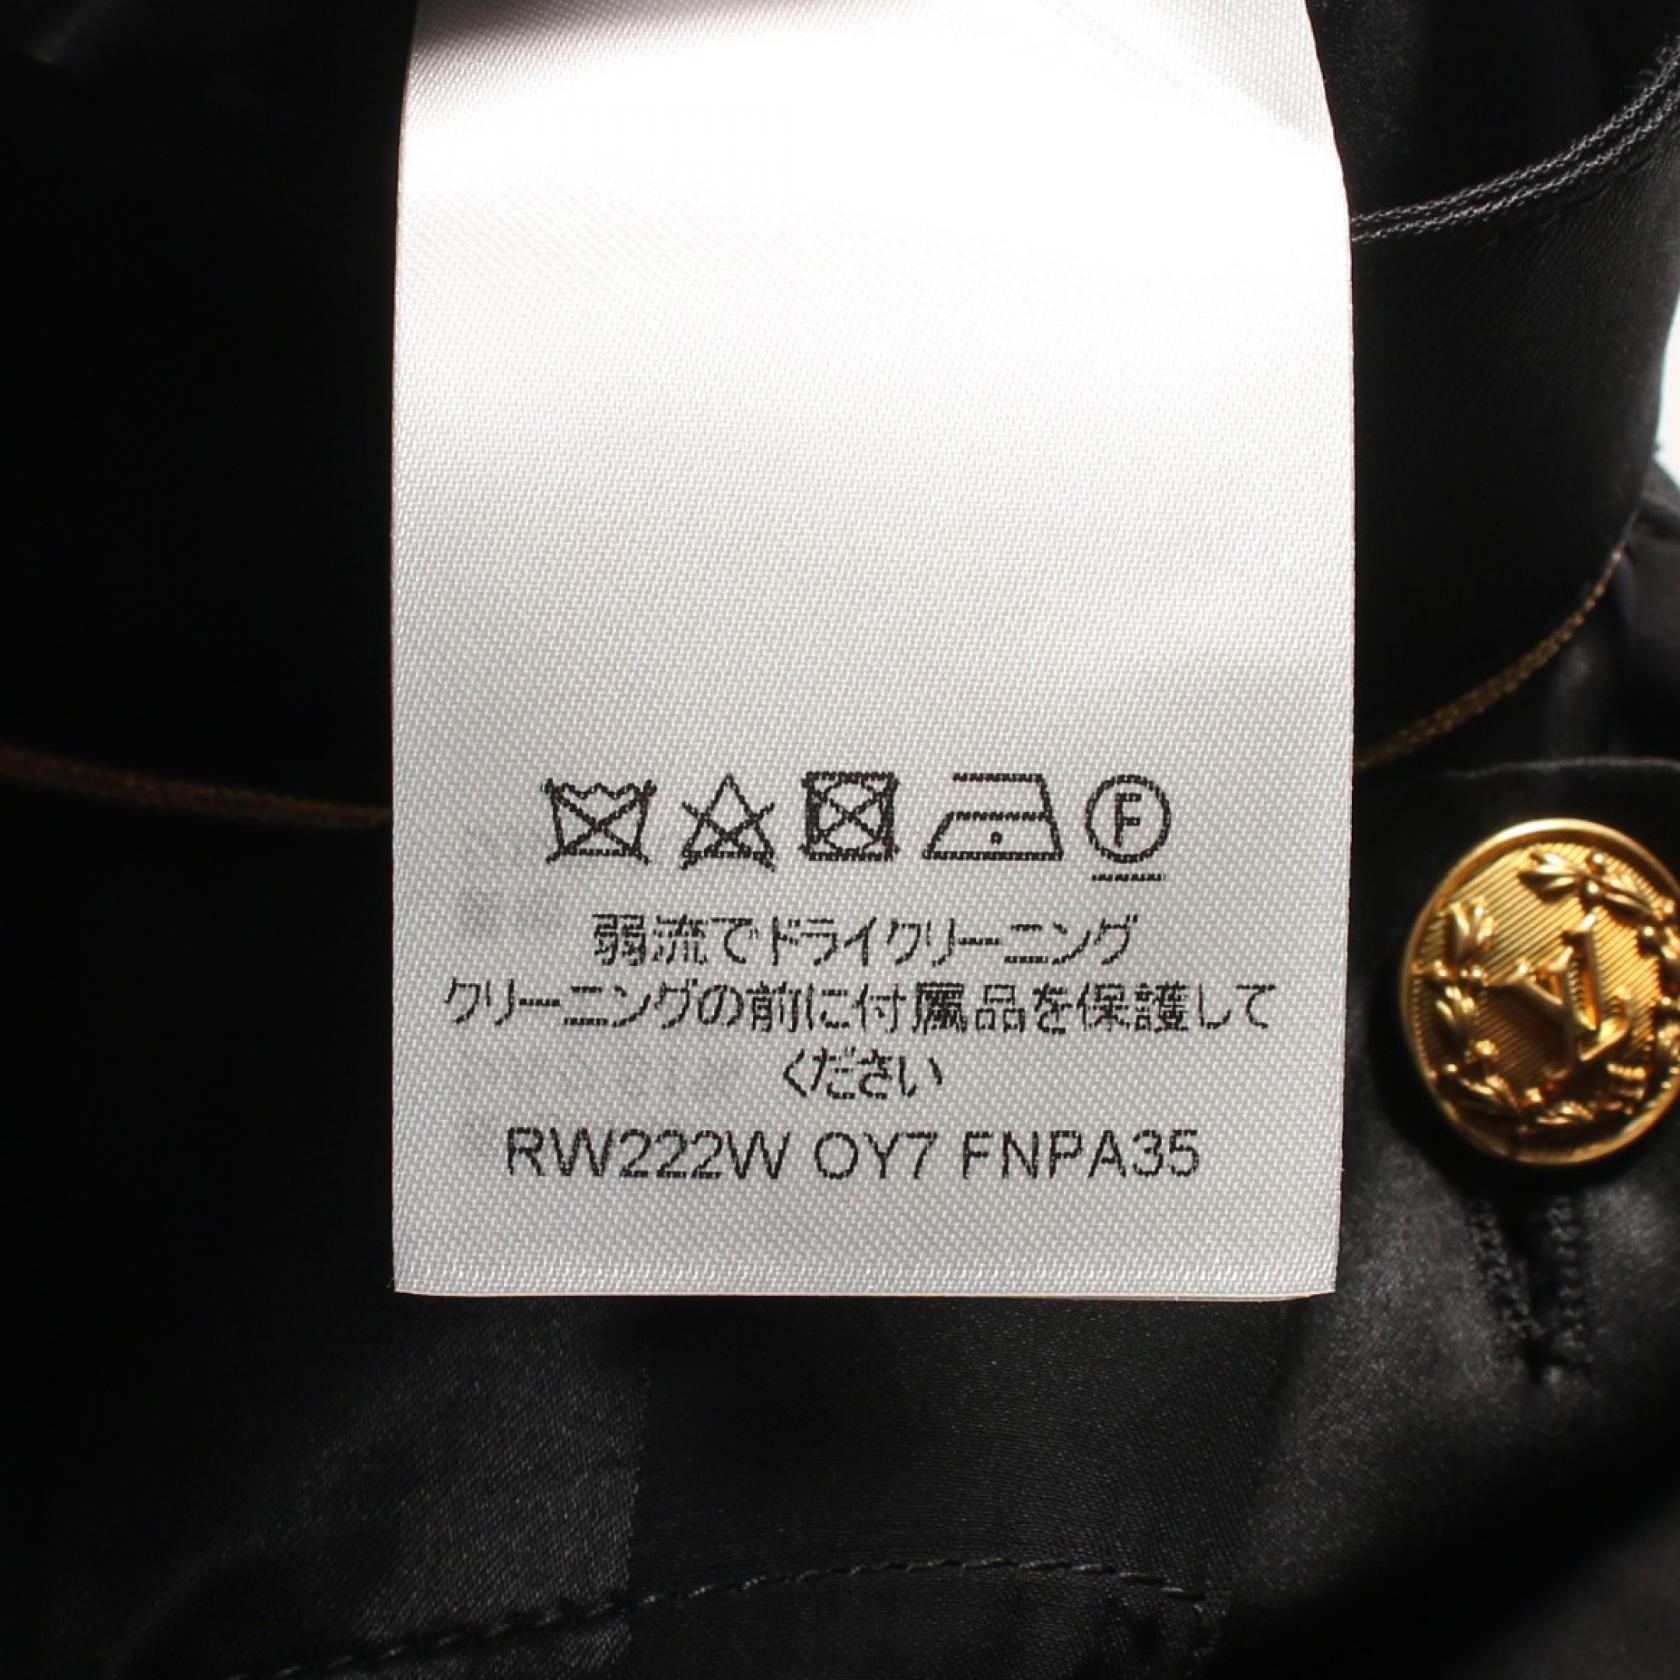 F
弱流でドライクリーニング
クリーニングの前に付属品を保護して
ください
RW222W OY7 FNPA35
LV